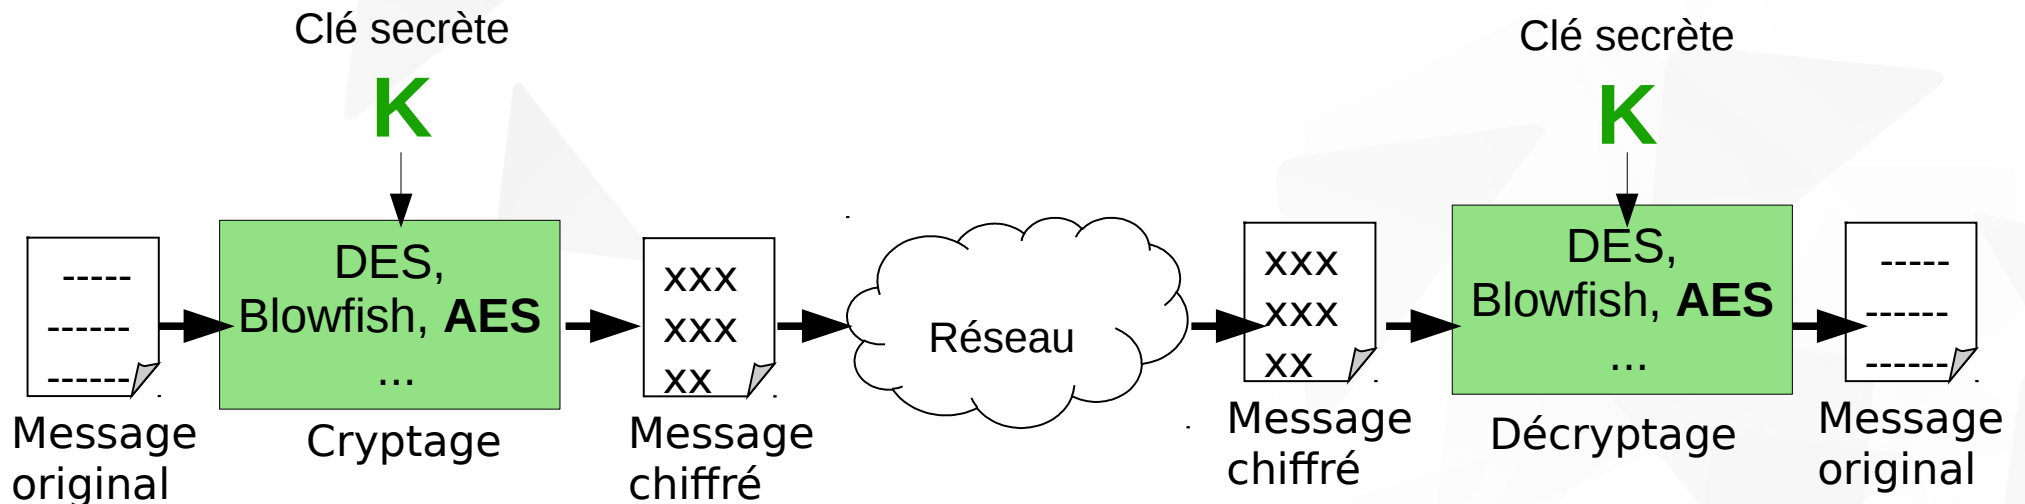 Clé secrète
K
-----
------
------
Message
original
DES,
Blowfish, AES
...
Cryptage
xxx
xxx
xx
Message
chiffré
Réseau
xxx
xxx
xx
Message
chiffré
Clé secrète
K
DES,
Blowfish, AES
...
Décryptage
-----
------
------
Message
original